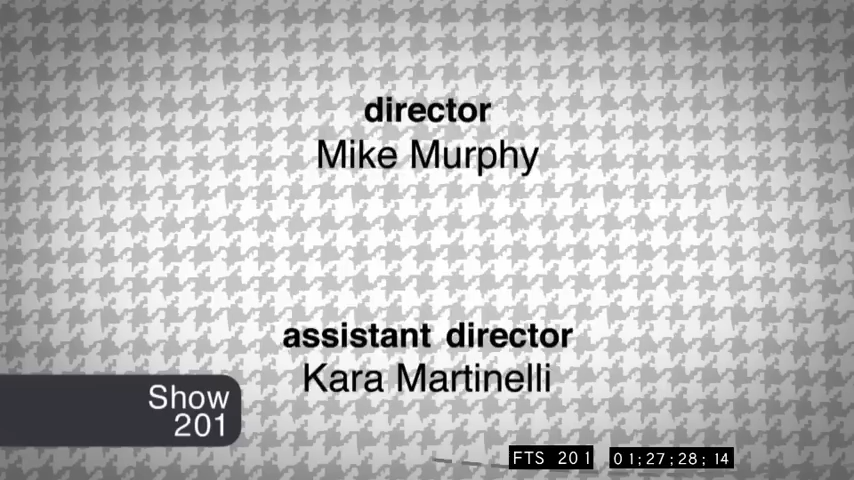 director
Mike Murphy
assistant director
Kara Martinelli
Show
201
FTS 201 01;27;28;14